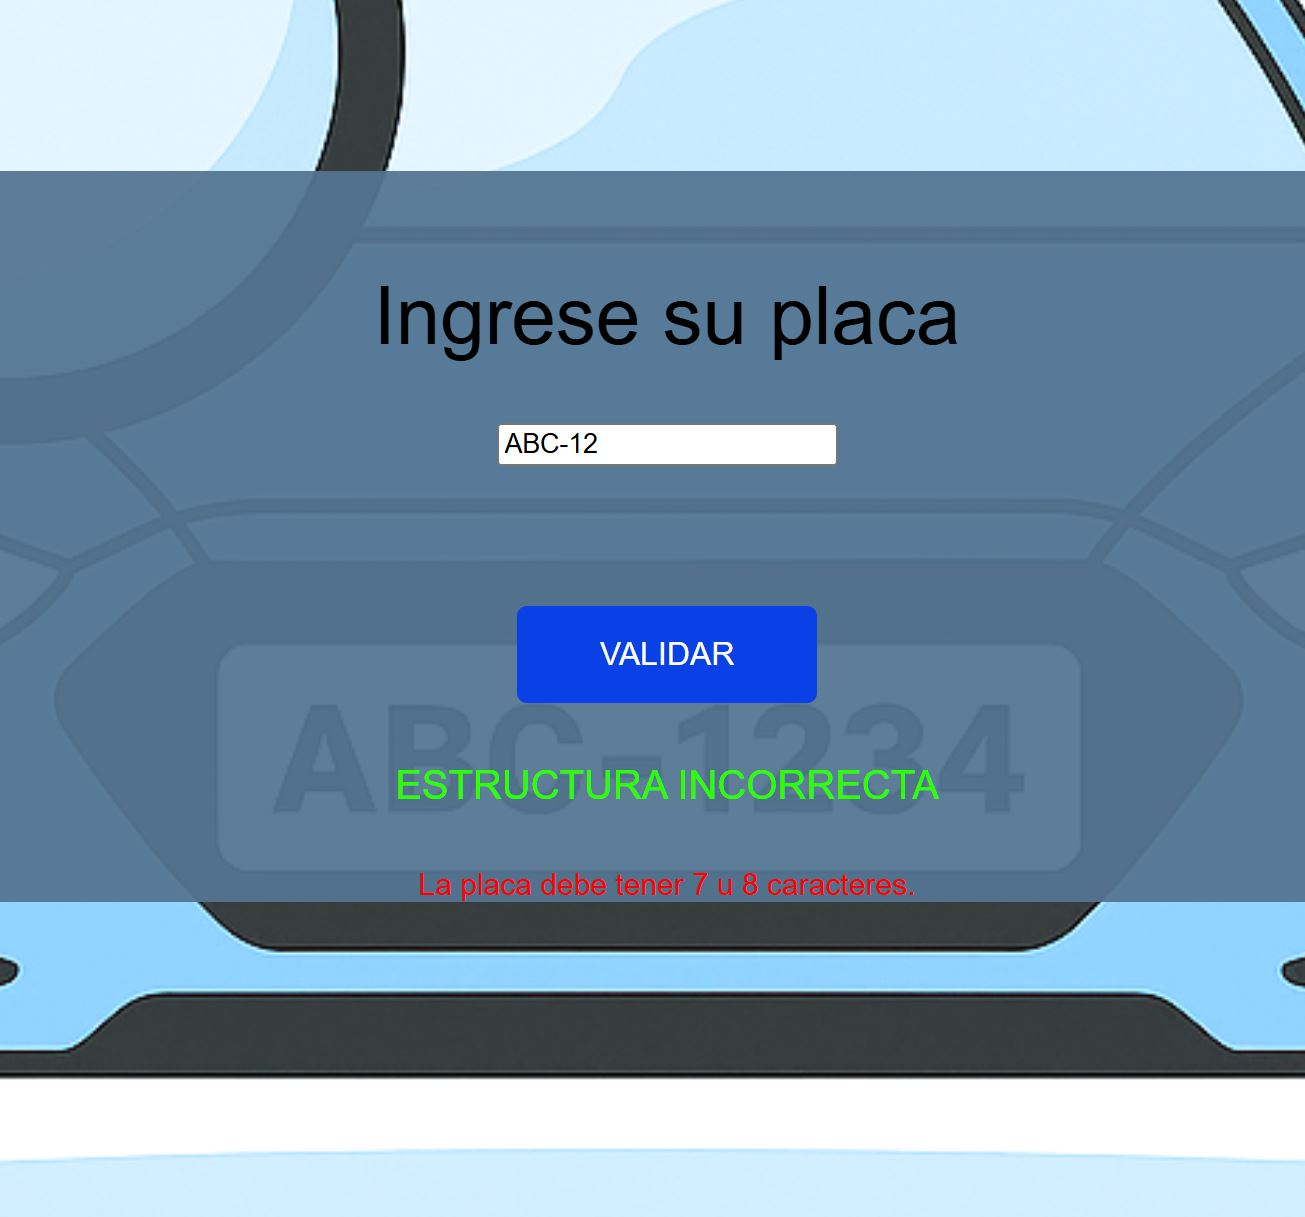 Ingrese su placa
ABC-12
VALIDAR
ABC-1234
ESTRUCTURA INCORRECTA
La placa debe tener 7 u 8 caracteres.